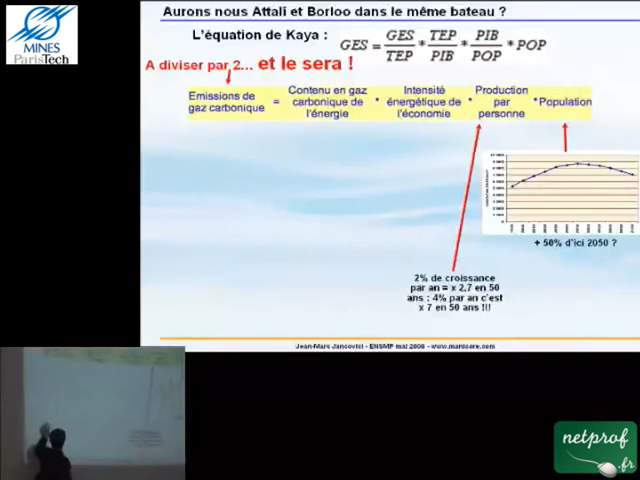 MINES
ParisTech
Aurons nous Attali et Borloo dans le même bateau ?
L'équation de Kaya :
GES = GES/TEP * TEP/PIB * PIB/POP * POP
A diviser par 2... et le sera !
Emissions de gaz carbonique = Contenu en gaz carbonique de l'énergie * Intensité énergétique de l'économie * Production par personne * Population
+ 50% d'ici 2050 ?
2% de croissance
par an = x 2,7 en 50
ans ; 4% par an c'est
x 7 en 50 ans !!!
Jean-Marc Jancovici - ENSMP mai 2008 - www.manicore.com
netprof
.fr